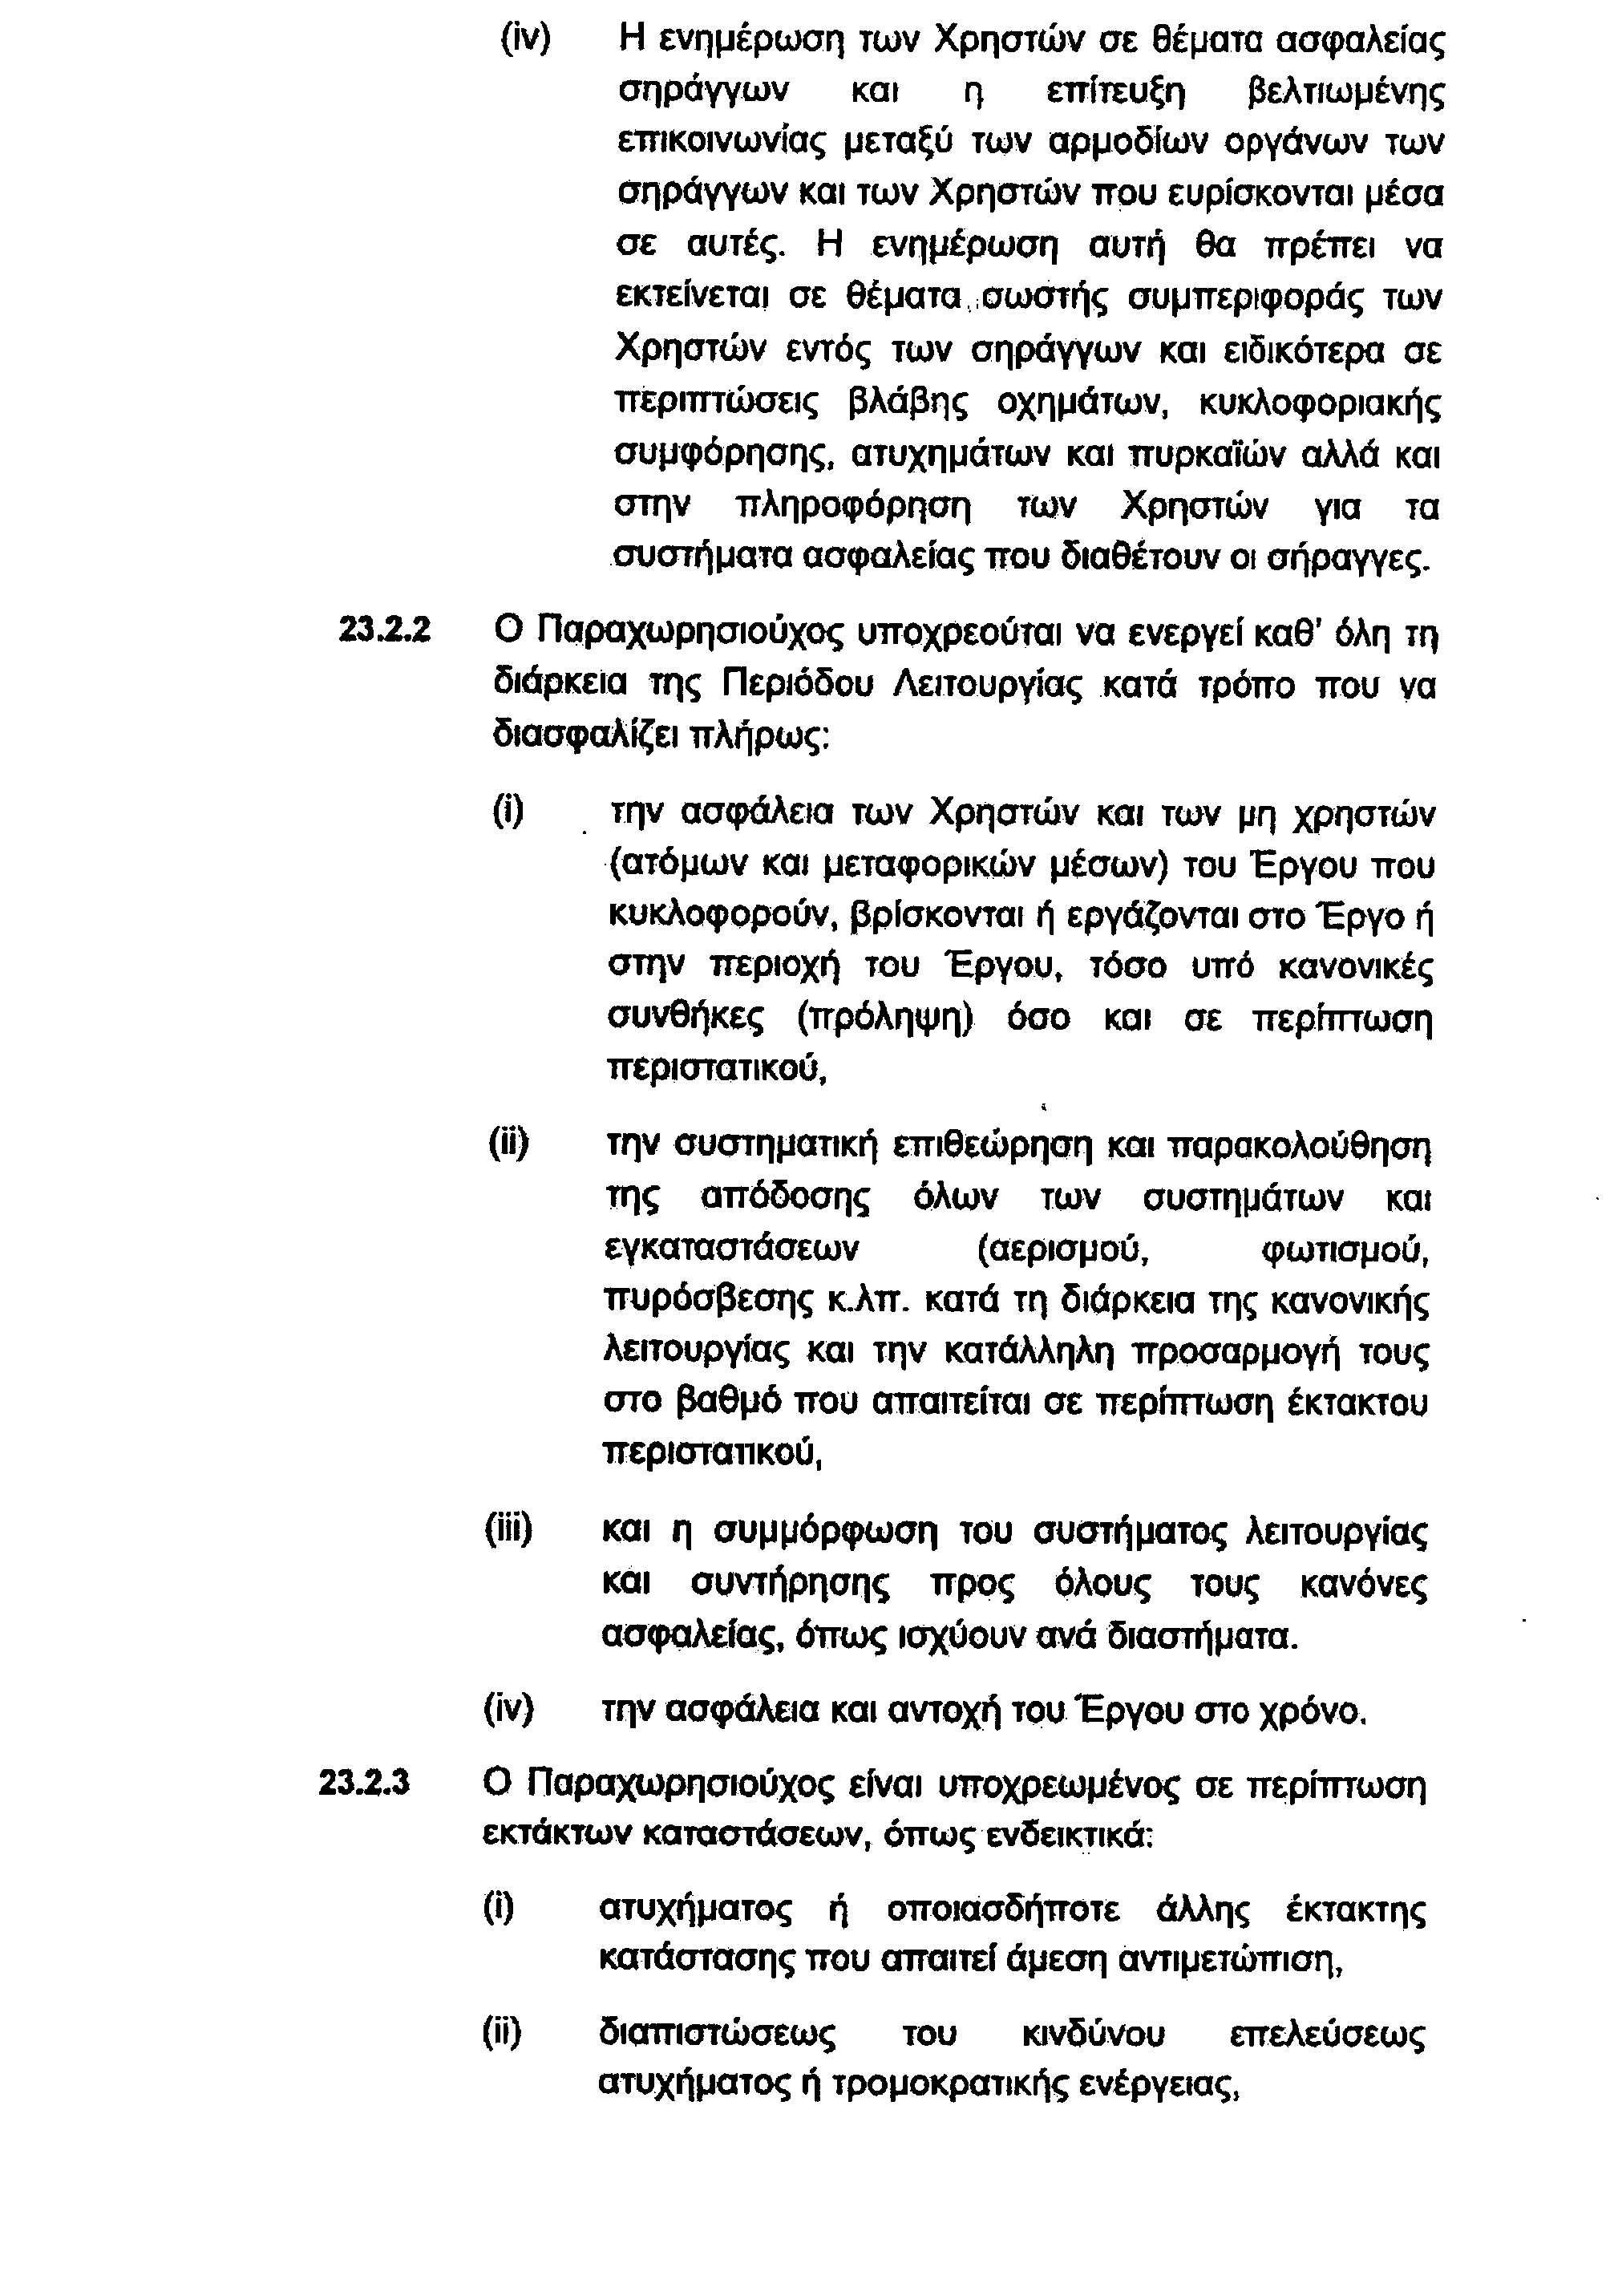 (iv) Η ενημέρωση των Χρηστών σε θέματα ασφαλείας
σηράγγων και η επίτευξη βελτιωμένης
επικοινωνίας μεταξύ των αρμοδίων οργάνων των
σηράγγων και των Χρηστών που ευρίσκονται μέσα
σε αυτές. Η ενημέρωση αυτή θα πρέπει να
εκτείνεται σε θέματα σωστής συμπεριφοράς των
Χρηστών εντός των σηράγγων και ειδικότερα σε
περιπτώσεις βλάβης οχημάτων, κυκλοφοριακής
συμφόρησης, ατυχημάτων και πυρκαϊών αλλά και
στην πληροφόρηση των Χρηστών για τα
συστήματα ασφαλείας που διαθέτουν οι σήραγγες.
23.2.2 Ο Παραχωρησιούχος υποχρεούται να ενεργεί καθ' όλη τη
διάρκεια της Περιόδου Λειτουργίας κατά τρόπο που να
διασφαλίζει πλήρως:
(i) την ασφάλεια των Χρηστών και των μη χρηστών
(ατόμων και μεταφορικών μέσων) του Έργου που
κυκλοφορούν, βρίσκονται ή εργάζονται στο Έργο ή
στην περιοχή του Έργου, τόσο υπό κανονικές
συνθήκες (πρόληψη) όσο και σε περίπτωση
περιστατικού,
(ii) την συστηματική επιθεώρηση και παρακολούθηση
της απόδοσης όλων των συστημάτων και
εγκαταστάσεων (αερισμού, φωτισμού,
πυρόσβεσης κ.λπ. κατά τη διάρκεια της κανονικής
λειτουργίας και την κατάλληλη προσαρμογή τους
στο βαθμό που απαιτείται σε περίπτωση έκτακτου
περιστατικού,
(iii) και η συμμόρφωση του συστήματος λειτουργίας
και συντήρησης προς όλους τους κανόνες
ασφαλείας, όπως ισχύουν ανά διαστήματα.
(iv) την ασφάλεια και αντοχή του Έργου στο χρόνο.
23.2.3 Ο Παραχωρησιούχος είναι υποχρεωμένος σε περίπτωση
εκτάκτων καταστάσεων, όπως ενδεικτικά:
(i) ατυχήματος ή οποιασδήποτε άλλης έκτακτης
κατάστασης που απαιτεί άμεση αντιμετώπιση,
(ii) διαπιστώσεως του κινδύνου επελεύσεως
ατυχήματος ή τρομοκρατικής ενέργειας,